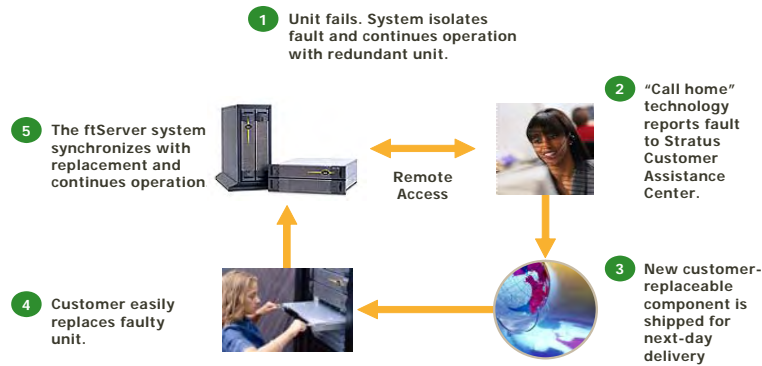 1
Unit fails. System isolates
fault and continues operation
with redundant unit.
2
“Call home”
technology
reports fault
to Stratus
Customer
Assistance
Center.
5
The ftServer system
synchronizes with
replacement and
continues operation
Remote
Access
3
New customer-
replaceable
component is
shipped for
next-day
delivery
4
Customer easily
replaces faulty
unit.